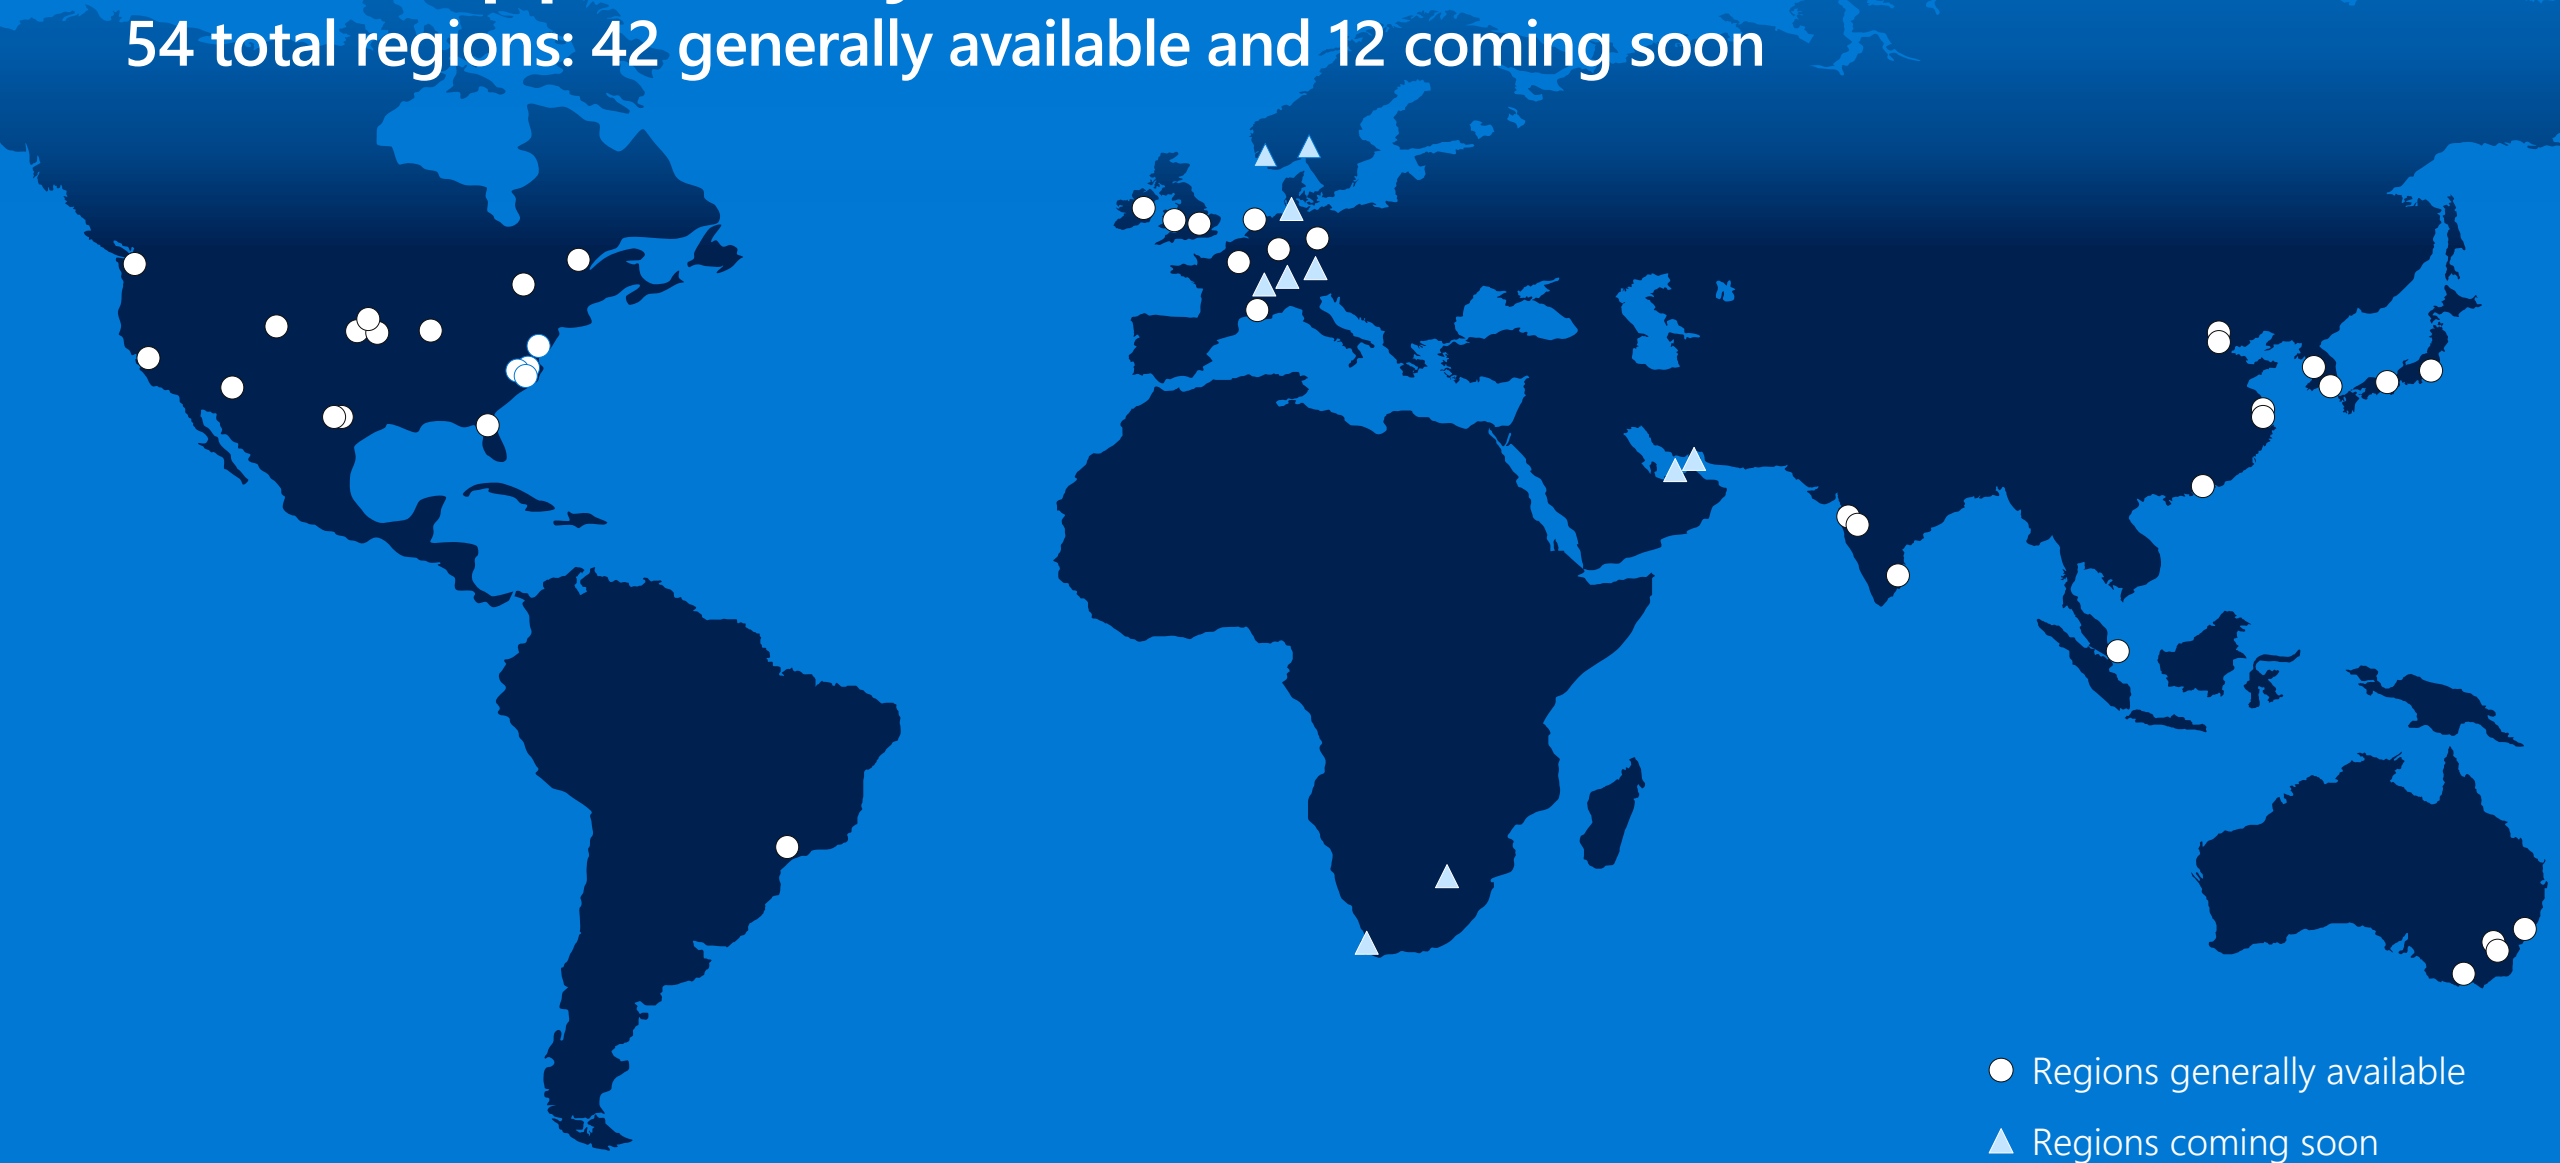 54 total regions: 42 generally available and 12 coming soon
Regions generally available
Regions coming soon